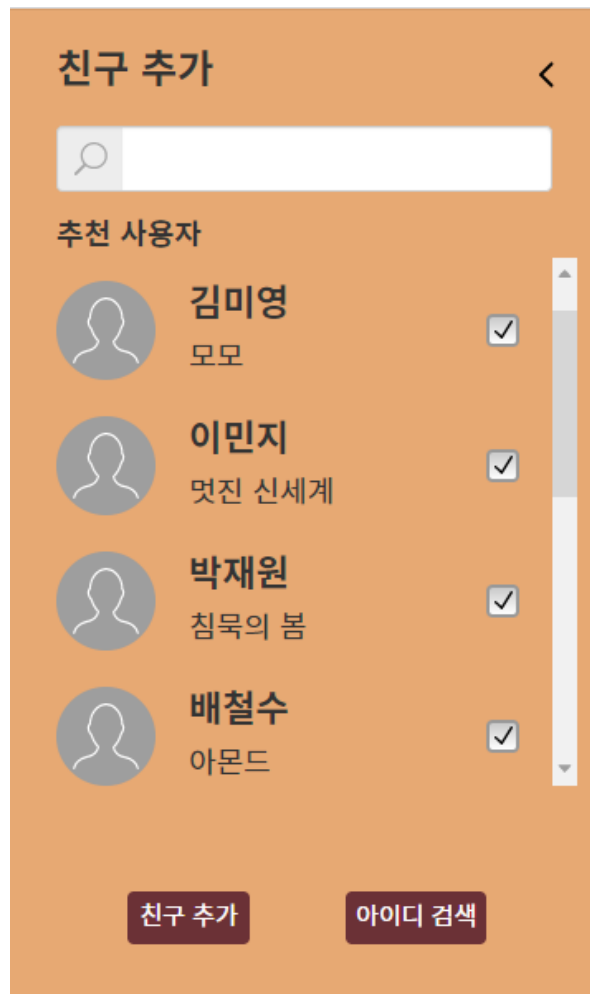 친구 추가
추천 사용자
김미영
모모
이민지
멋진 신세계
박재원
침묵의 봄
배철수
아몬드
친구 추가
아이디 검색